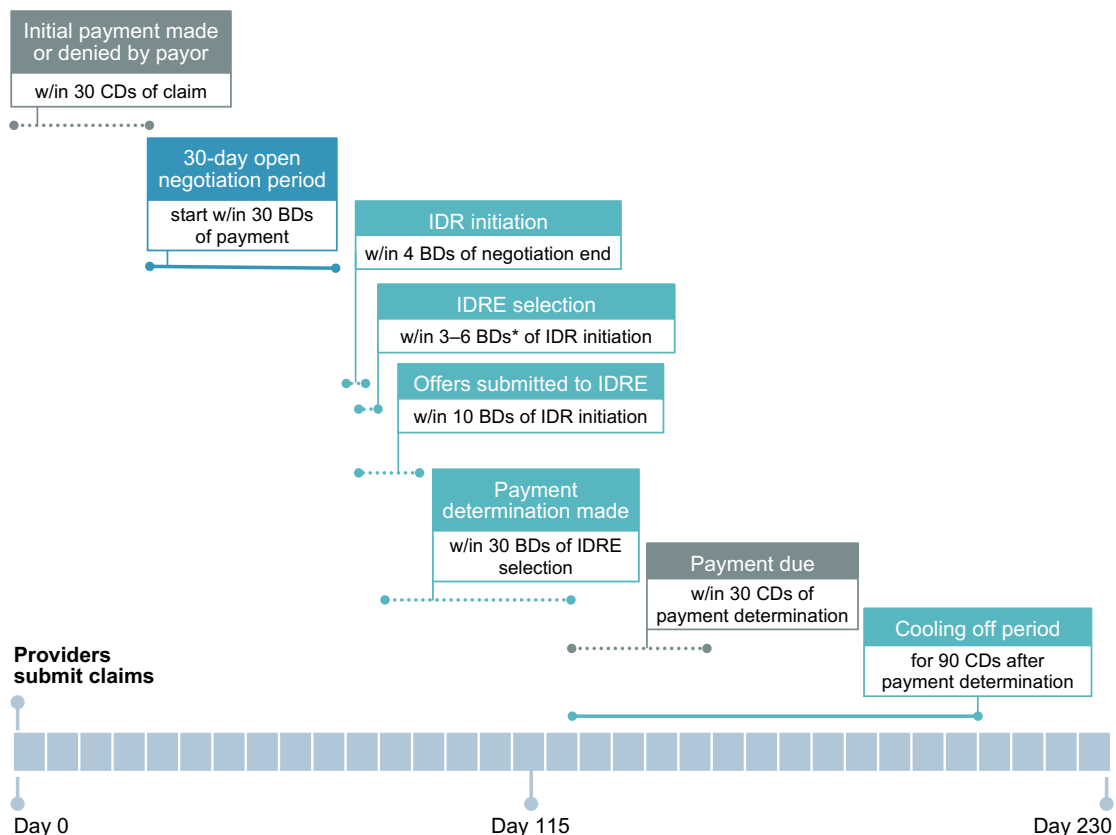 Initial payment made
or denied by payor
w/in 30 CDs of claim
30-day open
negotiation period
start w/in 30 BDs
of payment
IDR initiation
w/in 4 BDs of negotiation end
IDRE selection
w/in 3–6 BDs* of IDR initiation
Offers submitted to IDRE
w/in 10 BDs of IDR initiation
Payment
determination made
w/in 30 BDs of IDRE
selection
Payment due
w/in 30 CDs of
payment determination
Cooling off period
for 90 CDs after
payment determination
Providers
submit claims
Day 0
Day 115
Day 230